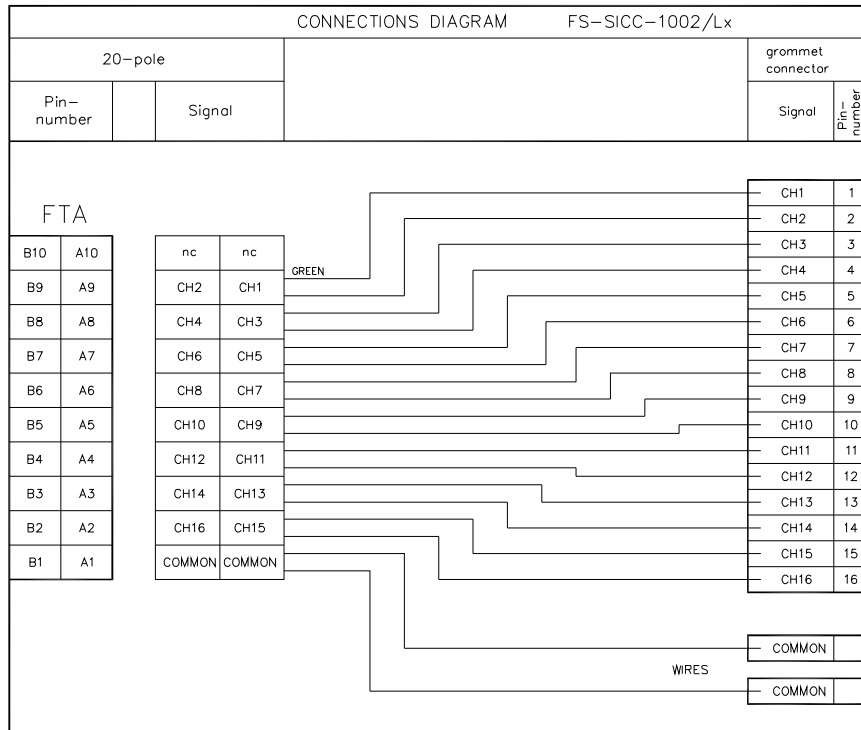 CONNECTIONS DIAGRAM FS-SICC-1002/Lx
20-pole
grommet
connector
Pin-
number
Signal
Signal
Pin-
number
FTA
B10 A10 nc nc
B9 A9 CH2 CH1
B8 A8 CH4 CH3
B7 A7 CH6 CH5
B6 A6 CH8 CH7
B5 A5 CH10 CH9
B4 A4 CH12 CH11
B3 A3 CH14 CH13
B2 A2 CH16 CH15
B1 A1 COMMON COMMON
GREEN
CH1 1
CH2 2
CH3 3
CH4 4
CH5 5
CH6 6
CH7 7
CH8 8
CH9 9
CH10 10
CH11 11
CH12 12
CH13 13
CH14 14
CH15 15
CH16 16
COMMON
WIRES
COMMON